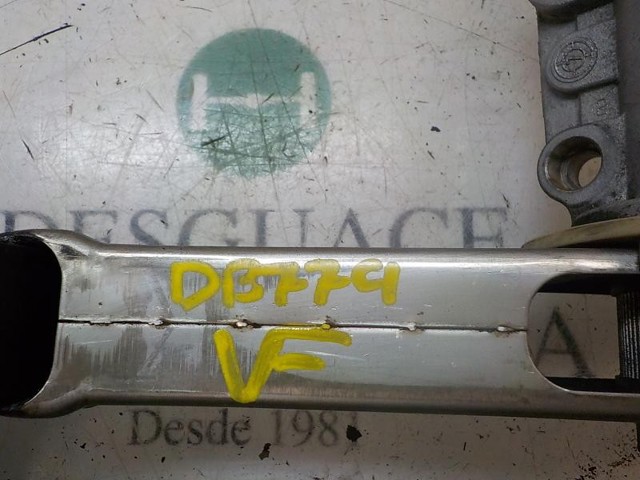 DESGUACE
DB779
VF
A
Desde 1981